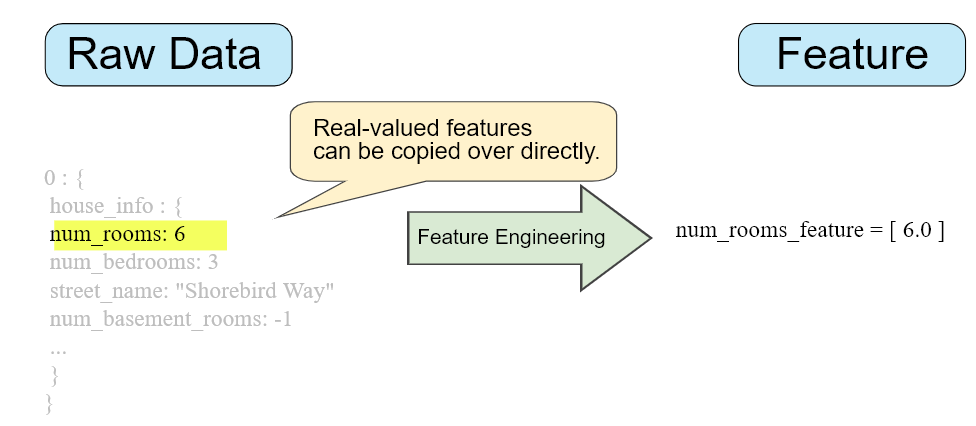 Raw Data
Feature
Real-valued features
can be copied over directly.
0 : {
house_info : {
num_rooms: 6
num_bedrooms: 3
street_name: "Shorebird Way"
num_basement_rooms: -1
...
}
}
Feature Engineering
num_rooms_feature = [ 6.0 ]